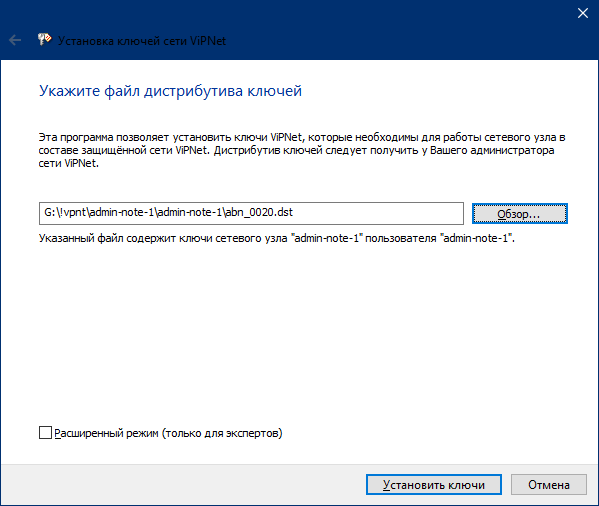 Установка ключей сети ViPNet
Укажите файл дистрибутива ключей
Эта программа позволяет установить ключи ViPNet, которые необходимы для работы сетевого узла в
составе защищённой сети ViPNet. Дистрибутив ключей следует получить у Вашего администратора
сети ViPNet.
G:\!vpnt\admin-note-1\admin-note-1\abn_0020.dst
Обзор...
Указанный файл содержит ключи сетевого узла "admin-note-1" пользователя "admin-note-1".
Расширенный режим (только для экспертов)
Установить ключи
Отмена